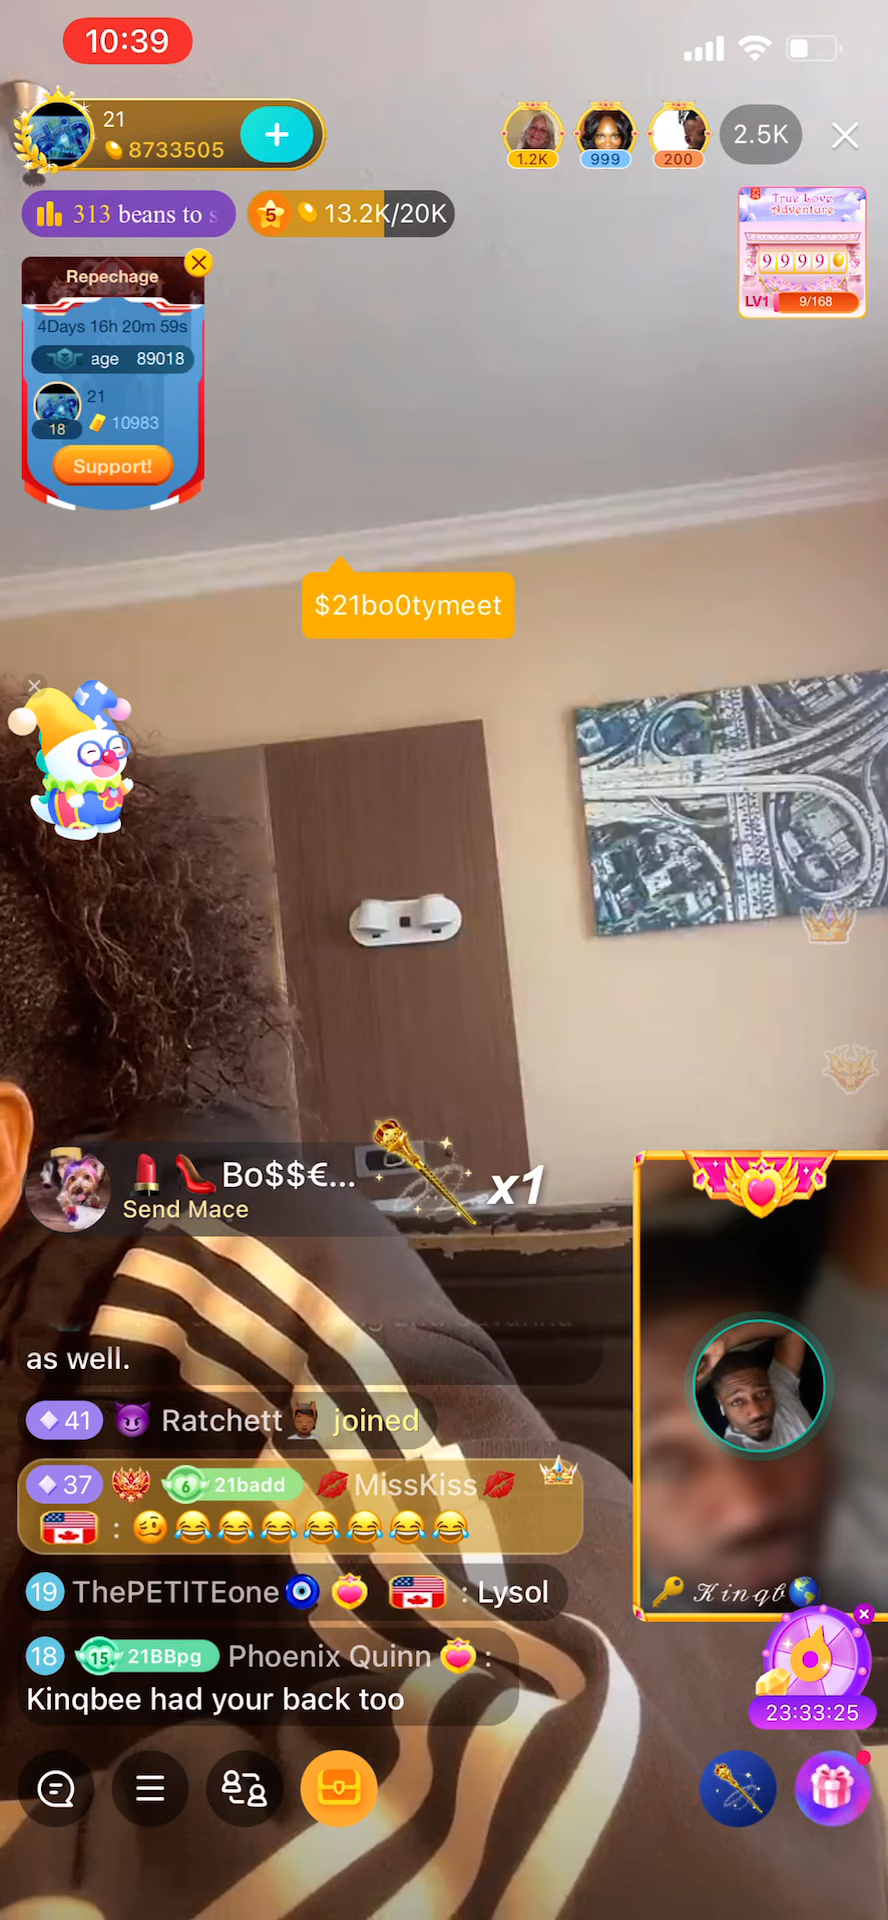 10:39
21
8733505
1.2K
999
200
2.5K
313 beans to s
5
13.2K/20K
True Love
Adventure
9 9 9 9
LV1 9/168
Repechage
4Days 16h 20m 59s
age 89018
21
18
10983
Support!
$21bo0tymeet
Bo$$€...
Send Mace
x1
as well.
41 Ratchett joined
37 6 21badd MissKiss
:
19 ThePETITEone : Lysol
18 15 21BBpg Phoenix Quinn :
Kinqbee had your back too
Kinqb
23:33:25